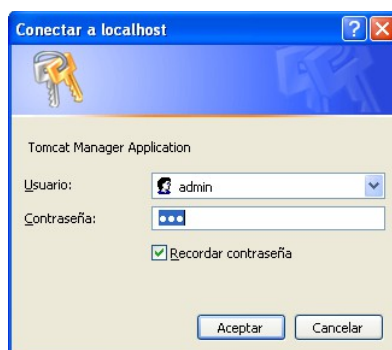 Conectar a localhost
Tomcat Manager Application
Usuario: admin
Contraseña: •••
Recordar contraseña
Aceptar Cancelar